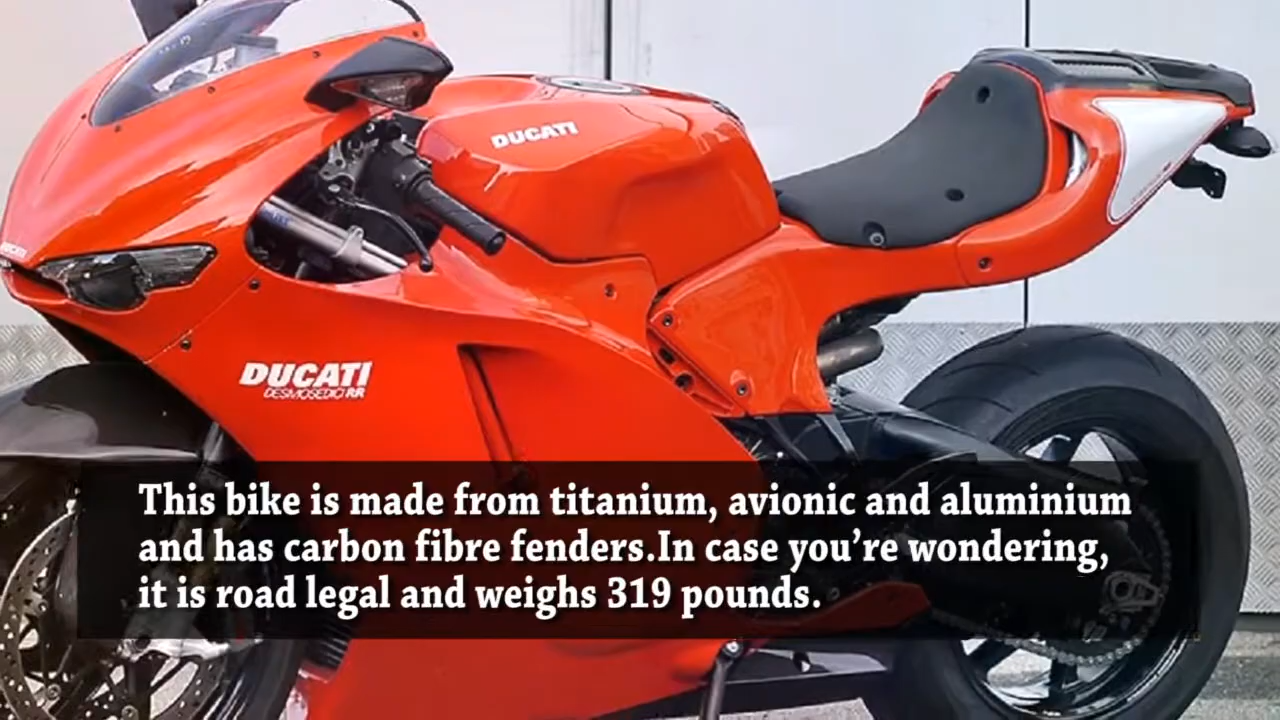 DUCATI
DUCATI
DESMOSEDICI RR
This bike is made from titanium, avionic and aluminium
and has carbon fibre fenders.In case you're wondering,
it is road legal and weighs 319 pounds.